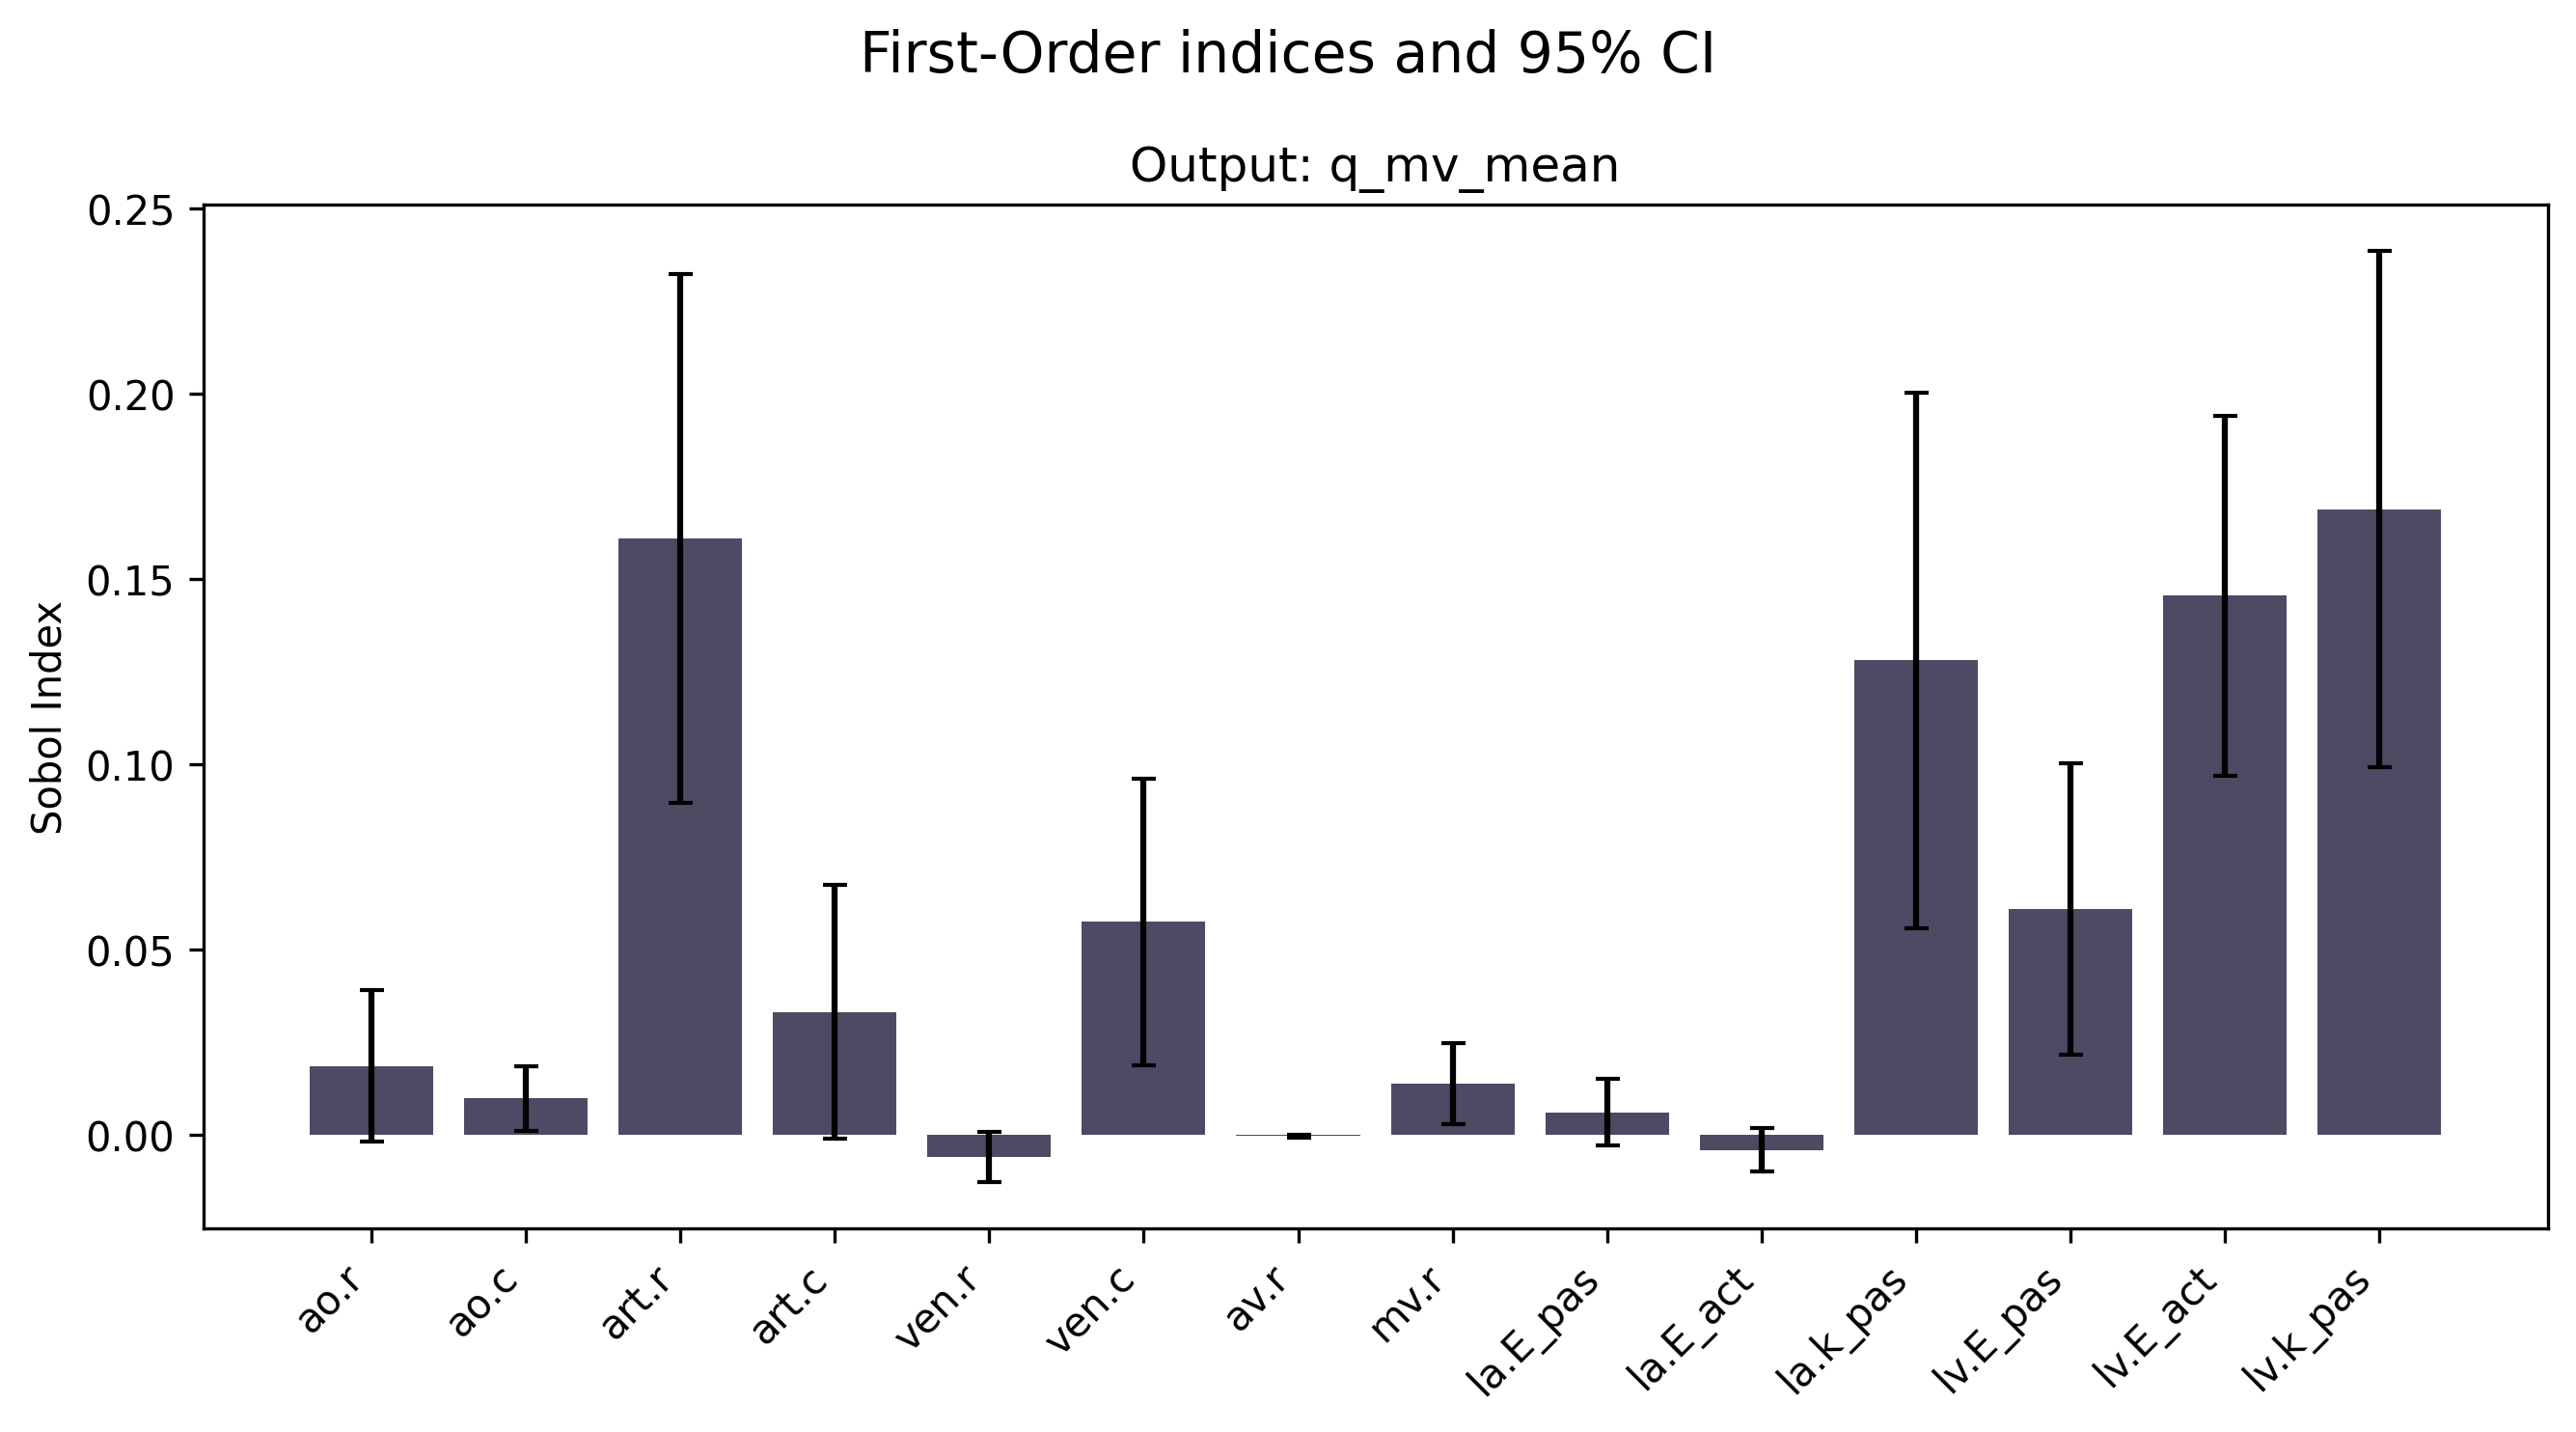 First-Order indices and 95% CI
Output: q_mv_mean
Sobol Index
0.25
0.20
0.15
0.10
0.05
0.00
ao.r
ao.c
art.r
art.c
ven.r
ven.c
av.r
mv.r
la.E_pas
la.E_act
la.k_pas
lv.E_pas
lv.E_act
lv.k_pas